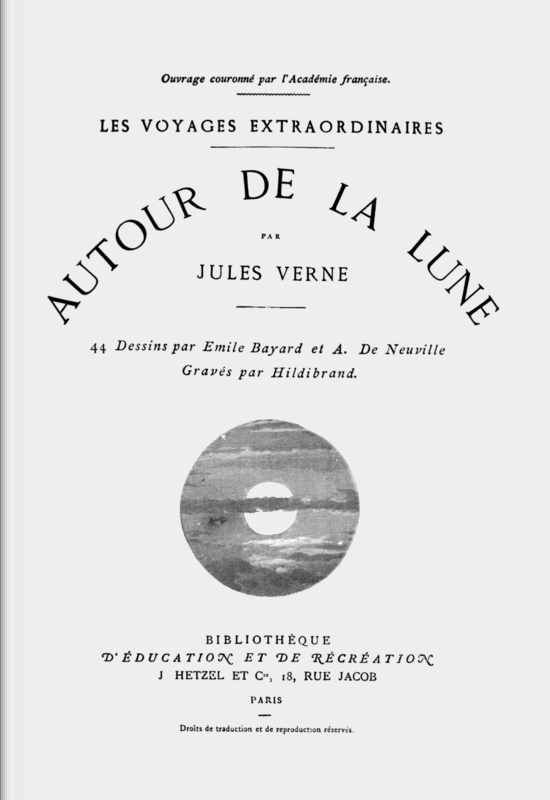 Ouvrage couronné par l'Académie française.
LES VOYAGES EXTRAORDINAIRES
AUTOUR DE LA LUNE
PAR
JULES VERNE
44 Dessins par Emile Bayard et A. De Neuville
Gravés par Hildibrand.
BIBLIOTHÈQUE
D'ÉDUCATION ET DE RÉCRÉATION
J HETZEL ET Cie, 18, RUE JACOB
PARIS
Droits de traduction et de reproduction réservés.